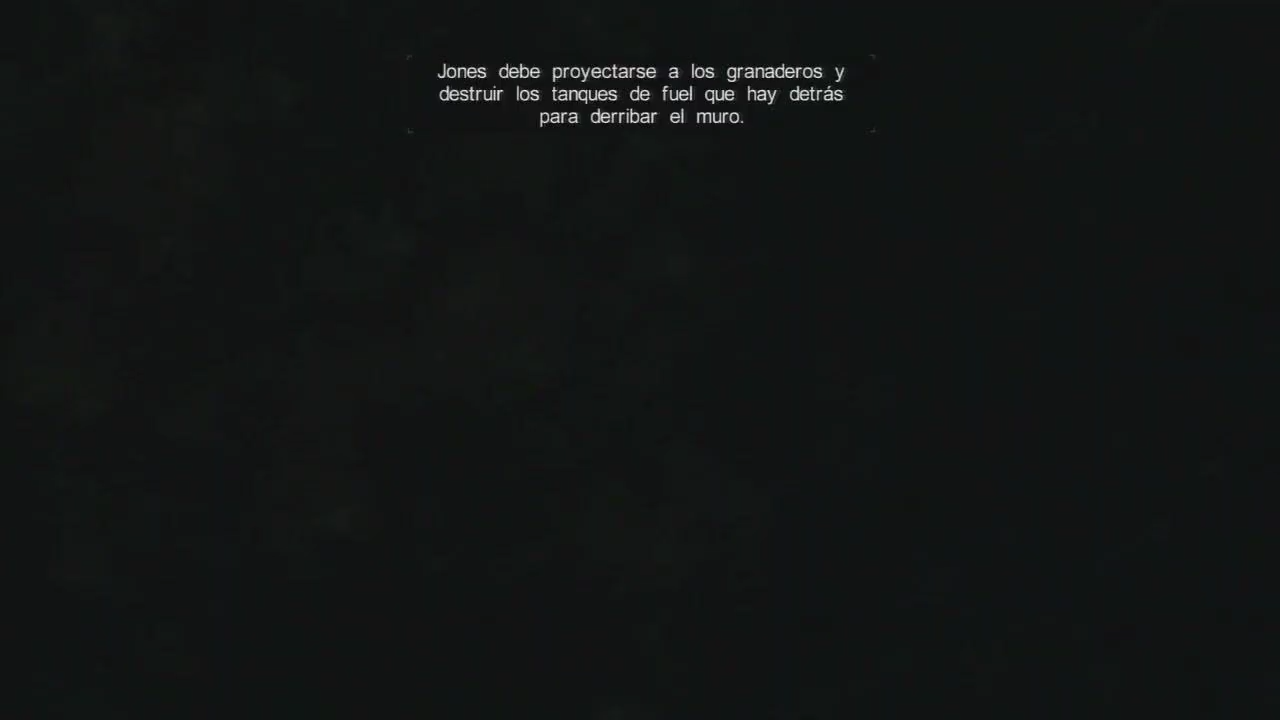 Jones debe proyectarse a los granaderos y
destruir los tanques de fuel que hay detrás
para derribar el muro.